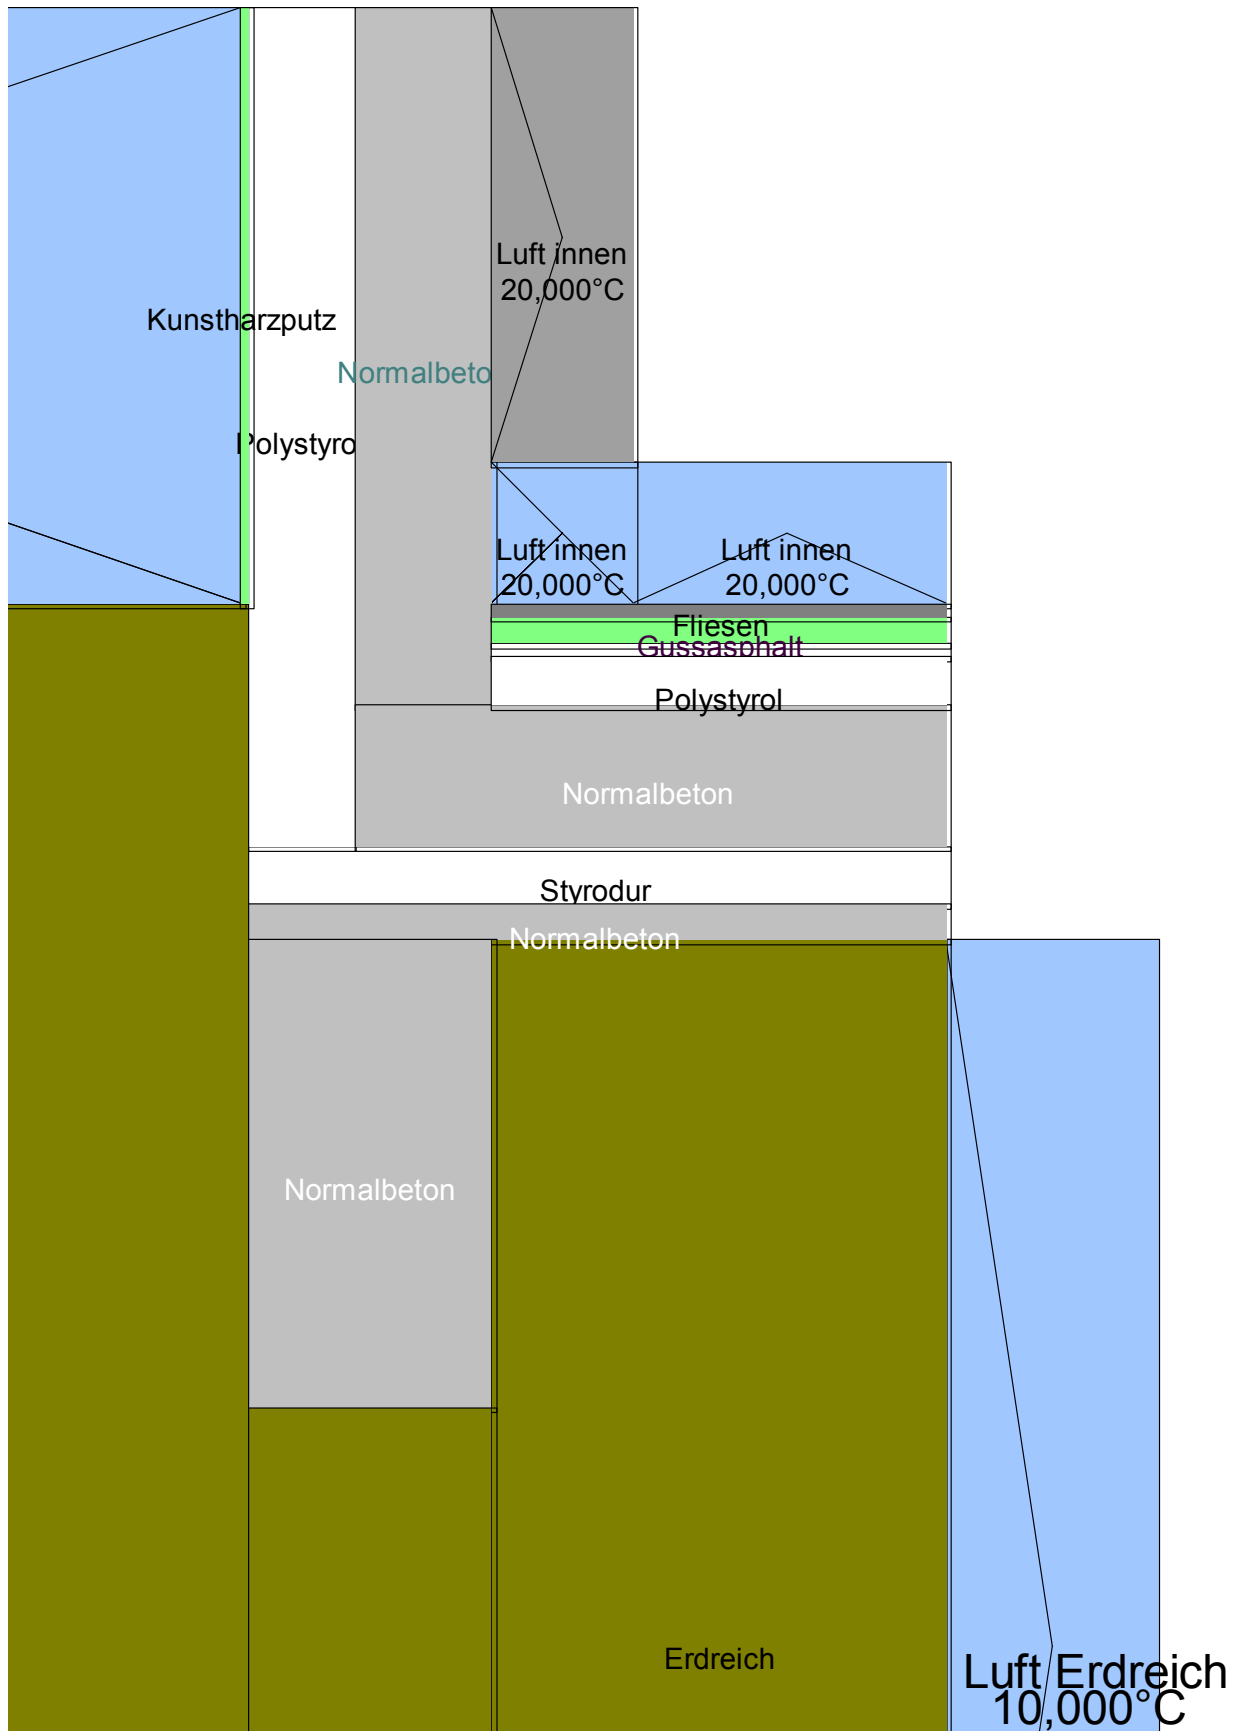 Luft innen
20,000°C
Kunstharzputz
Normalbeto
Polystyro
Luft innen
20,000°C
Luft innen
20,000°C
Fliesen
Gussasphalt
Polystyrol
Normalbeton
Styrodur
Normalbeton
Normalbeton
Erdreich
Luft Erdreich
10,000°C